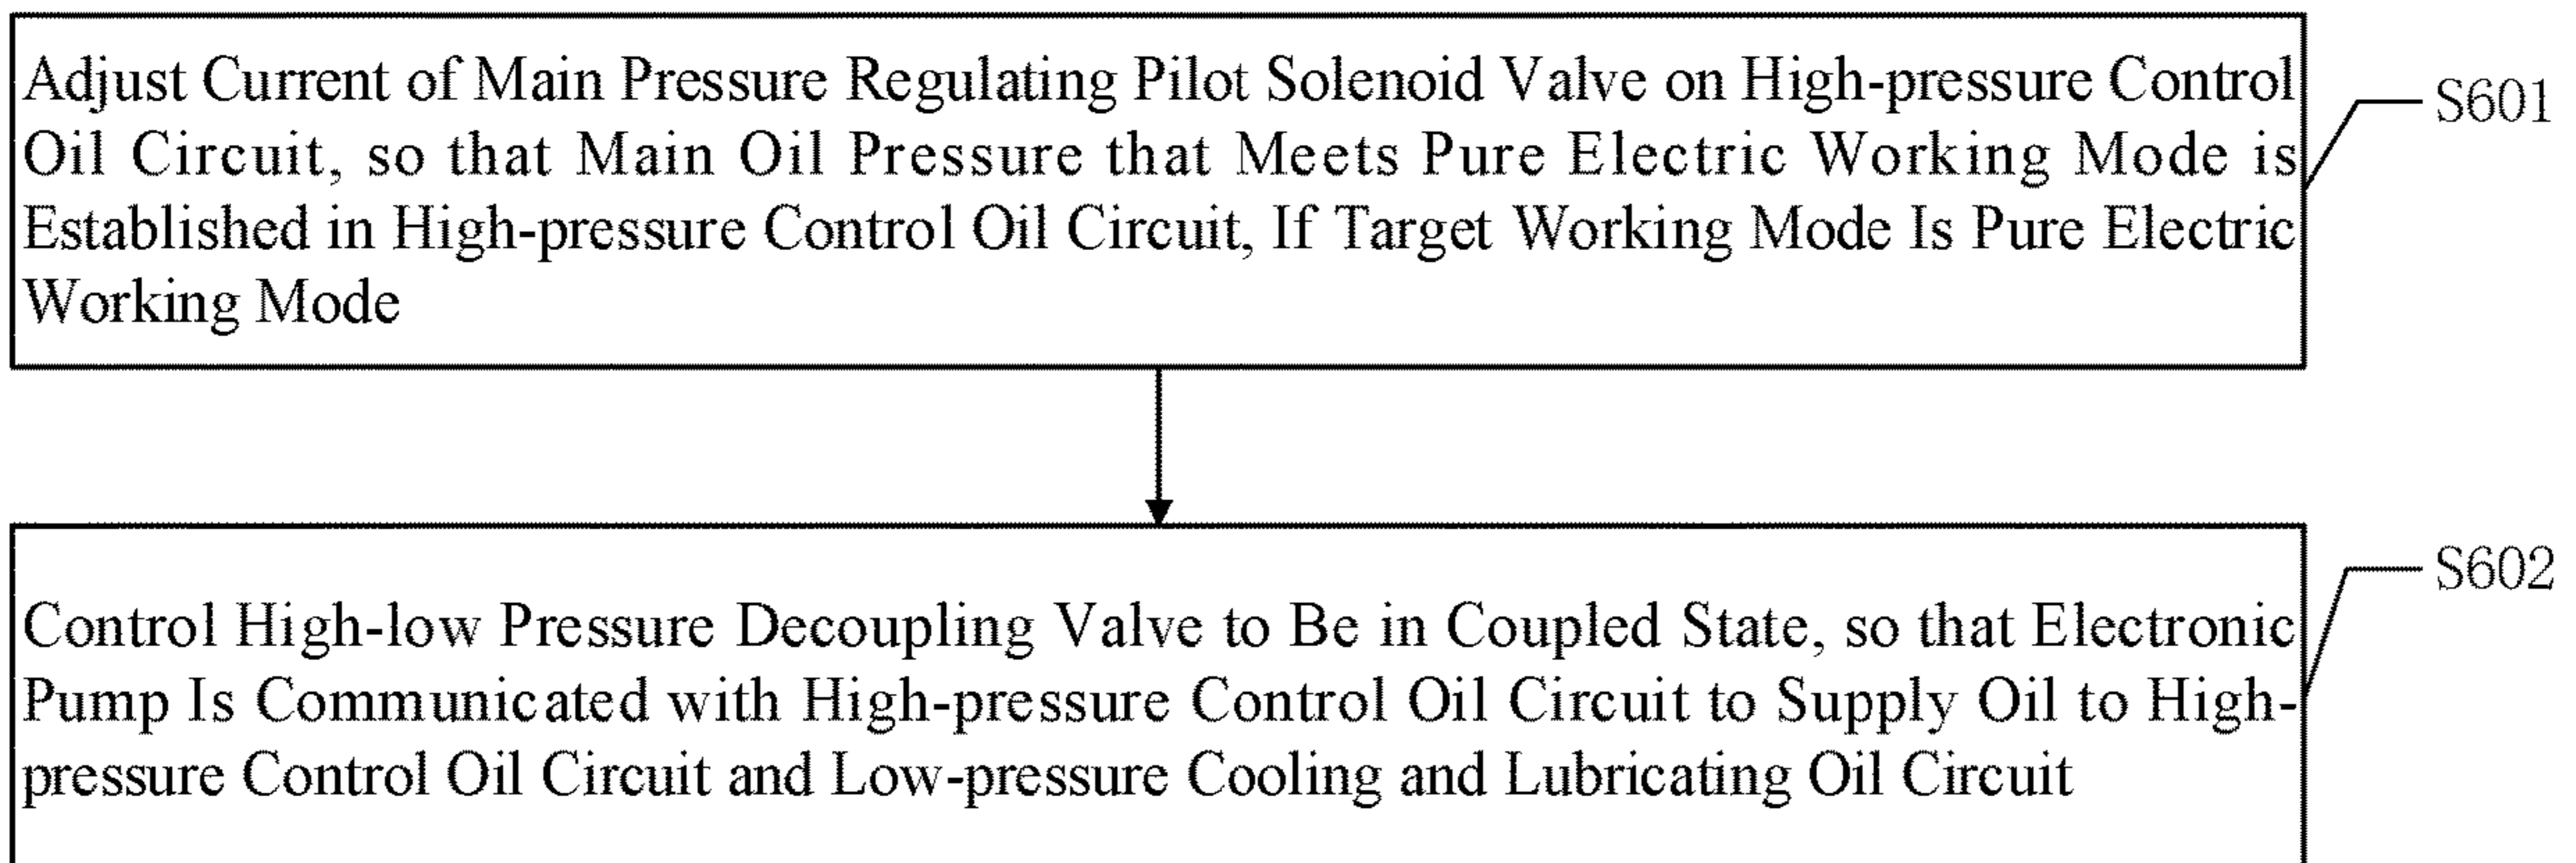 Adjust Current of Main Pressure Regulating Pilot Solenoid Valve on High-pressure Control
Oil Circuit, so that Main Oil Pressure that Meets Pure Electric Working Mode is
Established in High-pressure Control Oil Circuit, If Target Working Mode Is Pure Electric
Working Mode
S601
Control High-low Pressure Decoupling Valve to Be in Coupled State, so that Electronic
Pump Is Communicated with High-pressure Control Oil Circuit to Supply Oil to High-
pressure Control Oil Circuit and Low-pressure Cooling and Lubricating Oil Circuit
S602